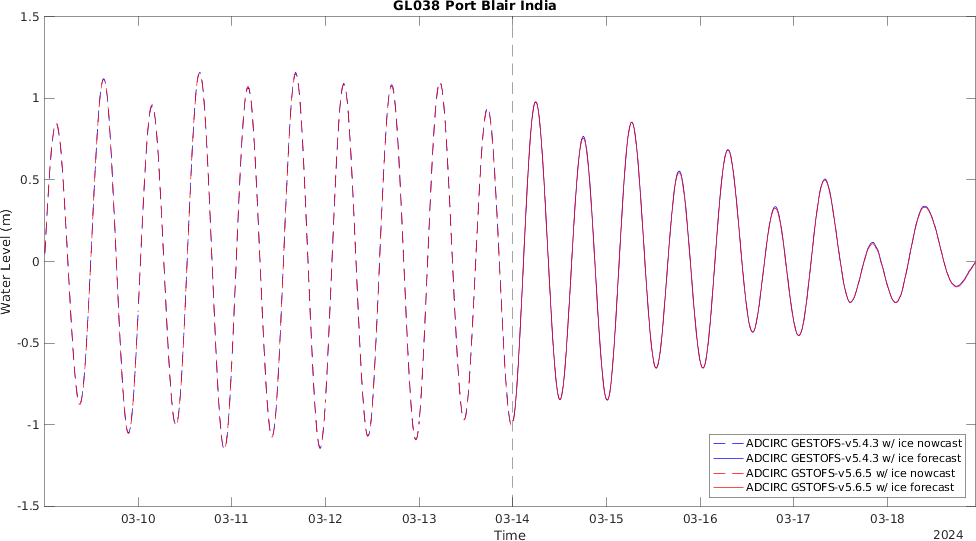 GL038 Port Blair India
1.5
1
0.5
0
-0.5
-1
-1.5
Water Level (m)
ADCIRC GESTOFS-v5.4.3 w/ ice nowcast
ADCIRC GESTOFS-v5.4.3 w/ ice forecast
ADCIRC GSTOFS-v5.6.5 w/ ice nowcast
ADCIRC GSTOFS-v5.6.5 w/ ice forecast
03-10 03-11 03-12 03-13 03-14 03-15 03-16 03-17 03-18
Time
2024